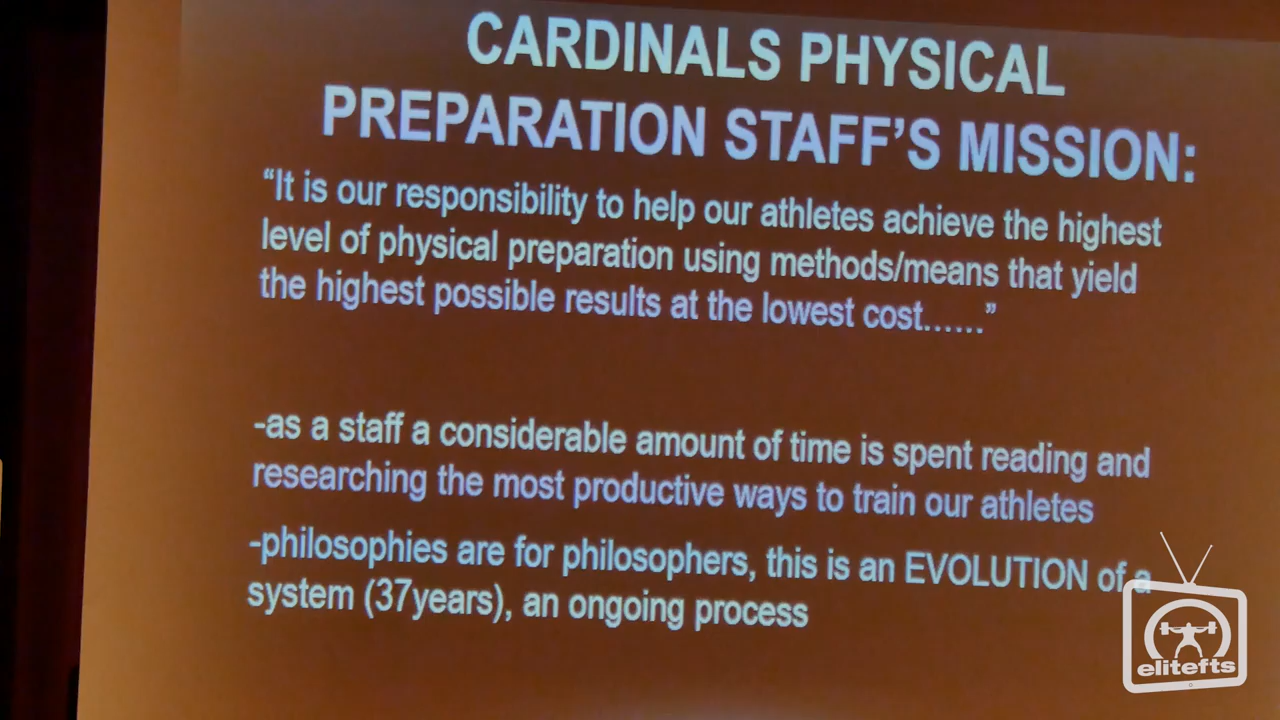 CARDINALS PHYSICAL
PREPARATION STAFF'S MISSION:
“It is our responsibility to help our athletes achieve the highest
level of physical preparation using methods/means that yield
the highest possible results at the lowest cost……”
-as a staff a considerable amount of time is spent reading and
researching the most productive ways to train our athletes
-philosophies are for philosophers, this is an EVOLUTION of a
system (37years), an ongoing process
elitefts